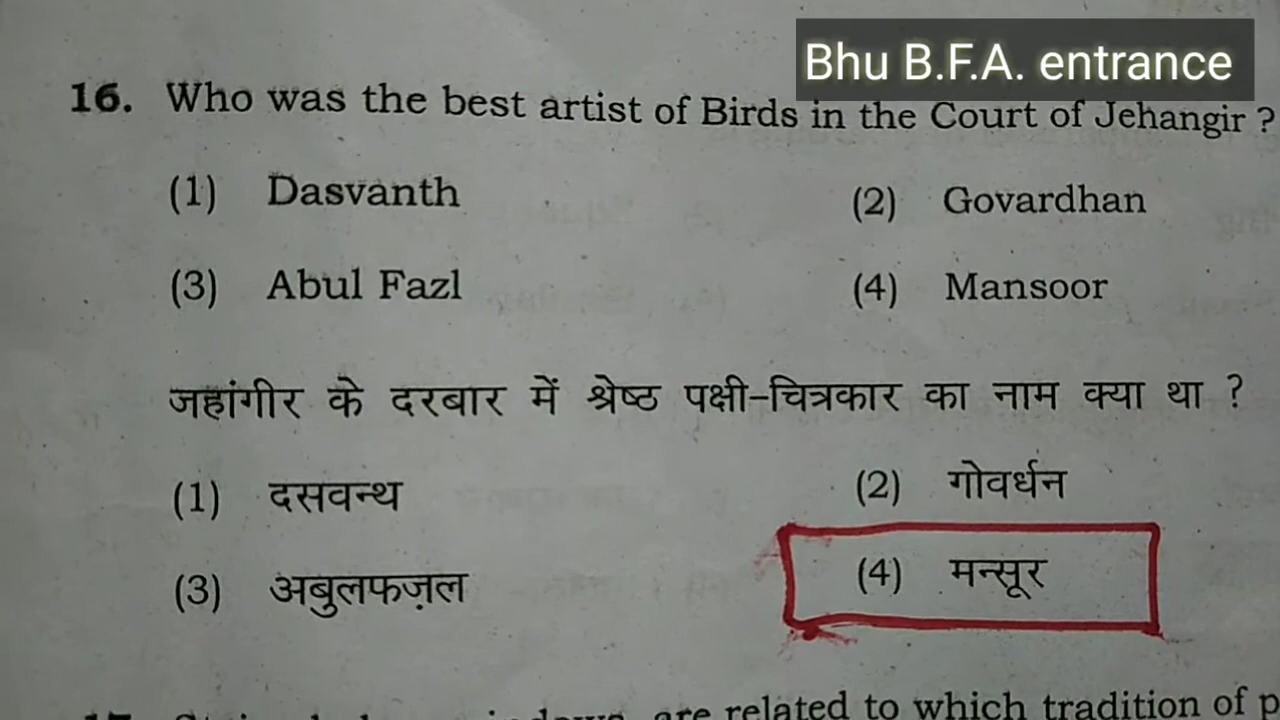 Bhu B.F.A. entrance
16. Who was the best artist of Birds in the Court of Jehangir ?
(1) Dasvanth (2) Govardhan
(3) Abul Fazl (4) Mansoor
जहांगीर के दरबार में श्रेष्ठ पक्षी-चित्रकार का नाम क्या था ?
(1) दसवन्थ (2) गोवर्धन
(3) अबुलफज़ल (4) मन्सूर
are related to which tradition of